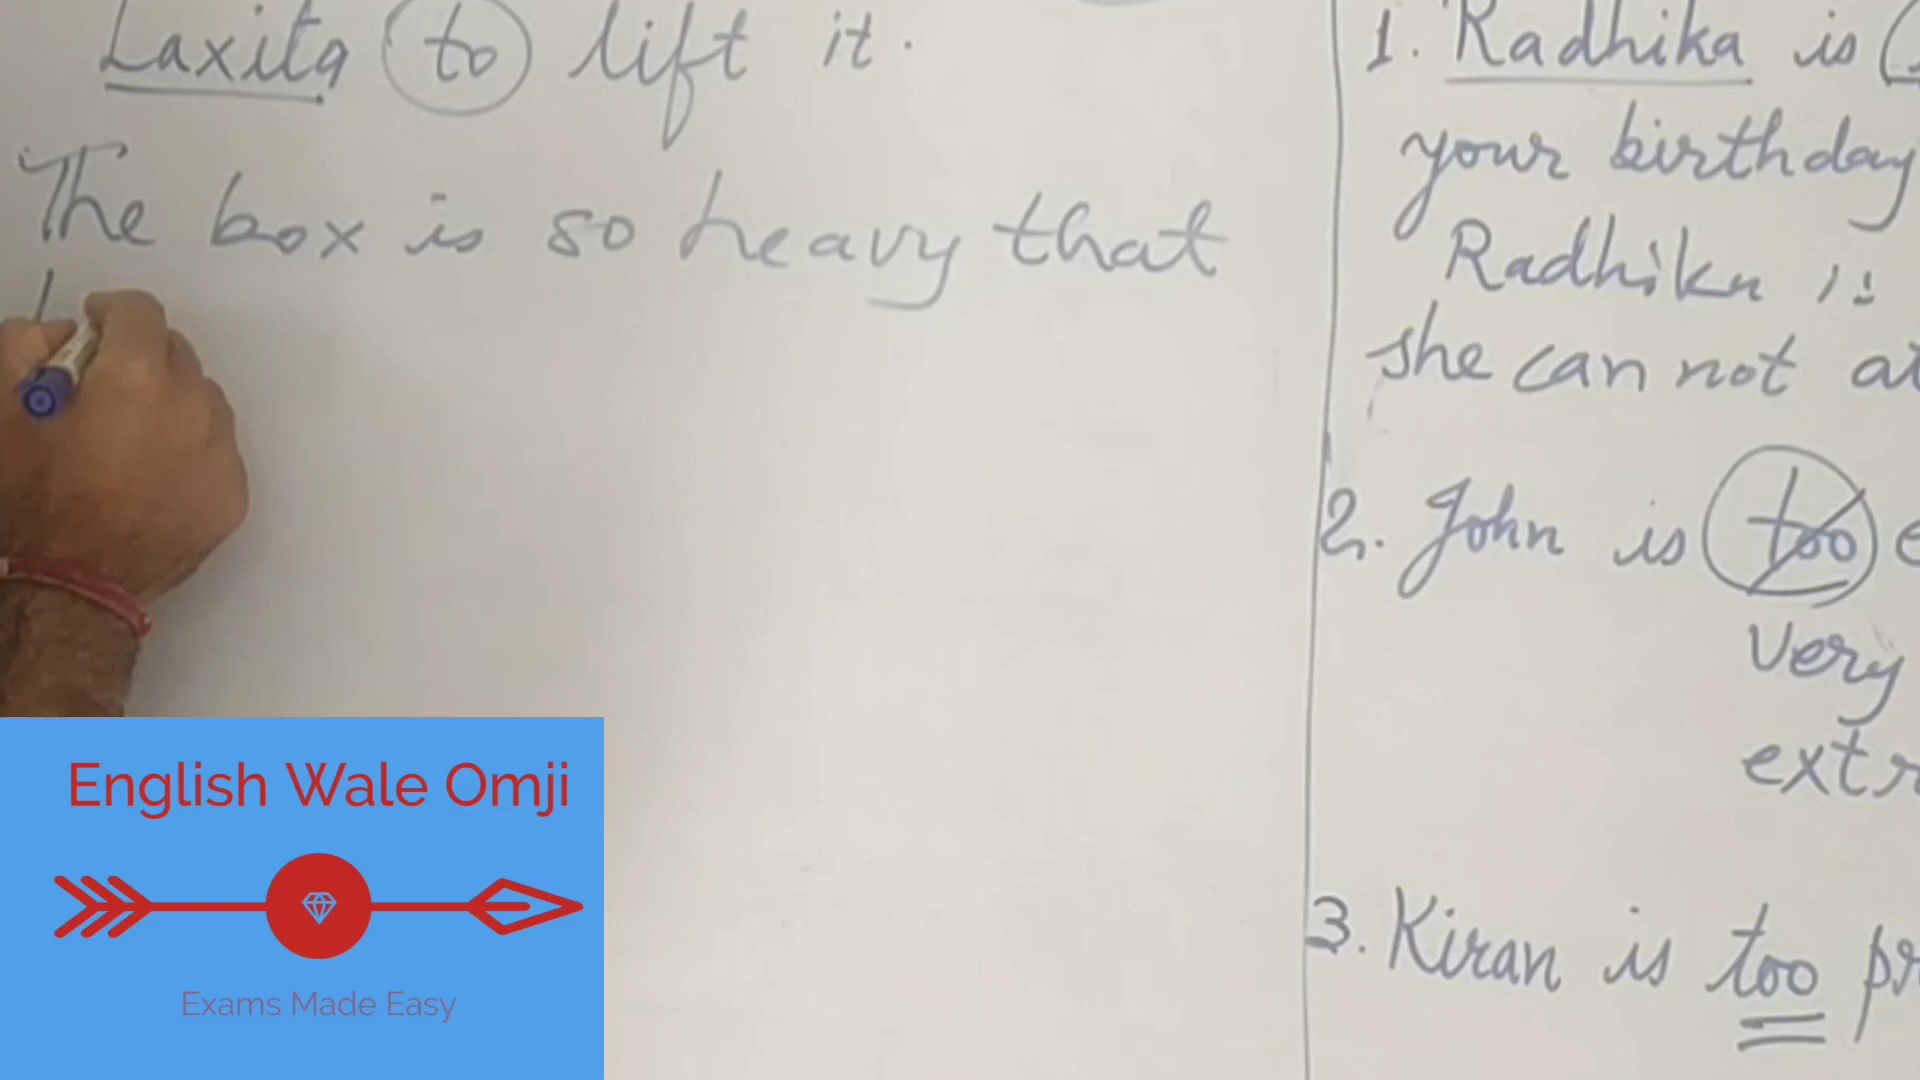 Laxita to lift it.
The box is so heavy that
1. Radhika is
your birthday
Radhika is
she can not at
2. John is too e
very
extr
3. Kiran is too pr
English Wale Omji
Exams Made Easy